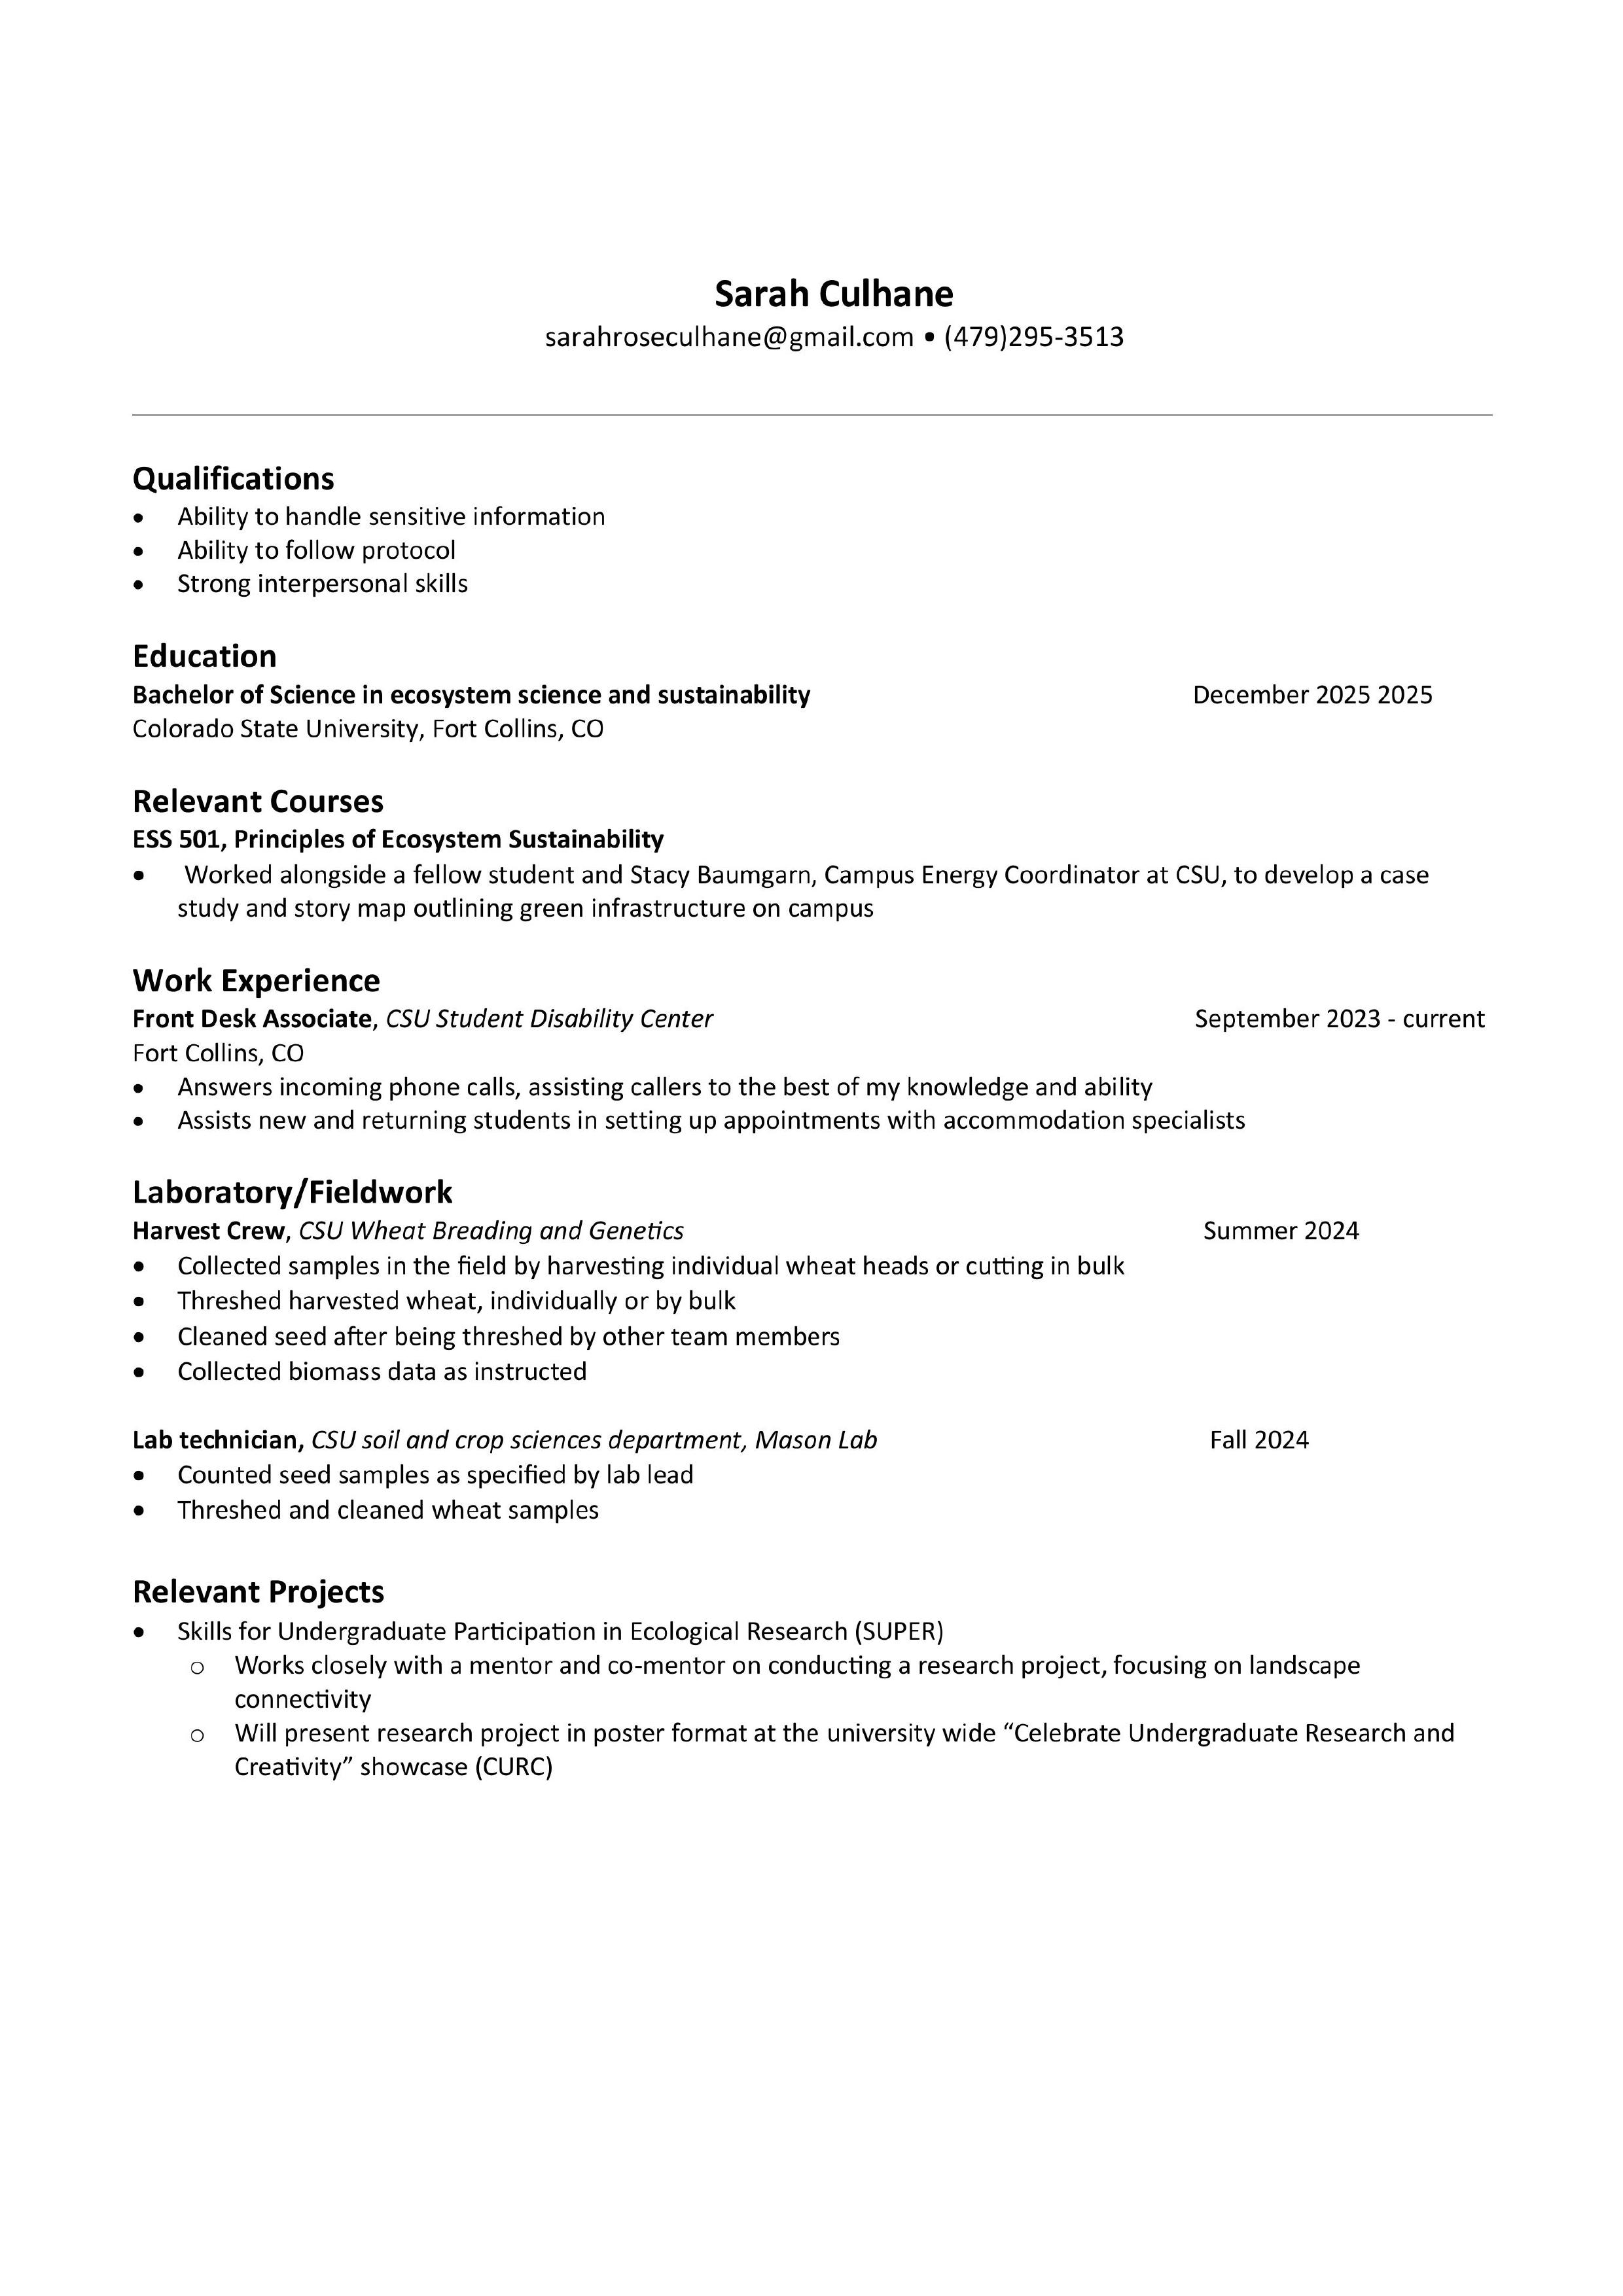 Sarah Culhane
sarahroseculhane@gmail.com • (479)295-3513
Qualifications
• Ability to handle sensitive information
• Ability to follow protocol
• Strong interpersonal skills
Education
Bachelor of Science in ecosystem science and sustainability December 2025 2025
Colorado State University, Fort Collins, CO
Relevant Courses
ESS 501, Principles of Ecosystem Sustainability
• Worked alongside a fellow student and Stacy Baumgarn, Campus Energy Coordinator at CSU, to develop a case
study and story map outlining green infrastructure on campus
Work Experience
Front Desk Associate, CSU Student Disability Center September 2023 - current
Fort Collins, CO
• Answers incoming phone calls, assisting callers to the best of my knowledge and ability
• Assists new and returning students in setting up appointments with accommodation specialists
Laboratory/Fieldwork
Harvest Crew, CSU Wheat Breading and Genetics Summer 2024
• Collected samples in the field by harvesting individual wheat heads or cutting in bulk
• Threshed harvested wheat, individually or by bulk
• Cleaned seed after being threshed by other team members
• Collected biomass data as instructed
Lab technician, CSU soil and crop sciences department, Mason Lab Fall 2024
• Counted seed samples as specified by lab lead
• Threshed and cleaned wheat samples
Relevant Projects
• Skills for Undergraduate Participation in Ecological Research (SUPER)
o Works closely with a mentor and co-mentor on conducting a research project, focusing on landscape
connectivity
o Will present research project in poster format at the university wide “Celebrate Undergraduate Research and
Creativity” showcase (CURC)